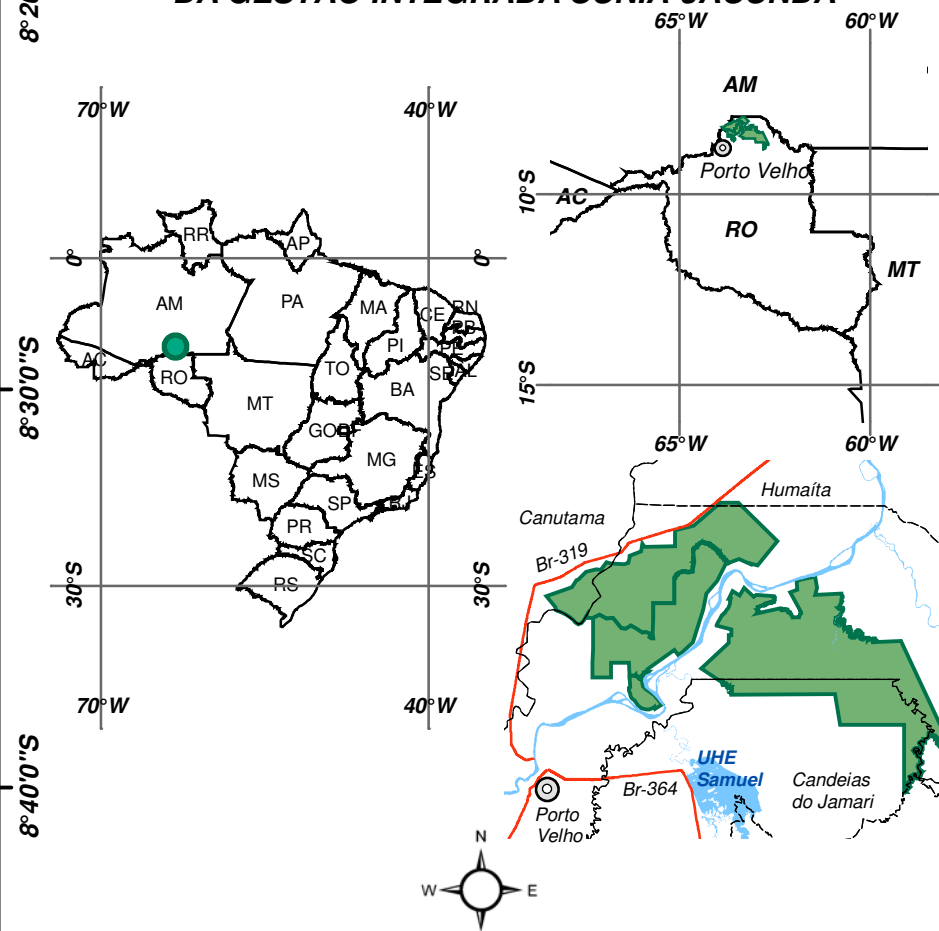 DA GESTÃO INTEGRADA CUNIÃ-JACUNDÁ
8°20
65°W
60°W
70°W
40°W
AM
Porto Velho
10°S
AC
RO
MT
RR
AP
0°
0°
AM
PA
MA
CE
RN
PB
PI
AC
RO
TO
SE
AL
BA
15°S
8°30'0"S
MT
GO
DF
65°W
60°W
MG
ES
MS
SP
RJ
PR
SC
RS
30°S
30°S
Humaíta
Canutama
Br-319
70°W
40°W
8°40'0"S
UHE
Samuel
Candeias
do Jamari
Br-364
Porto
Velho
N
W
E